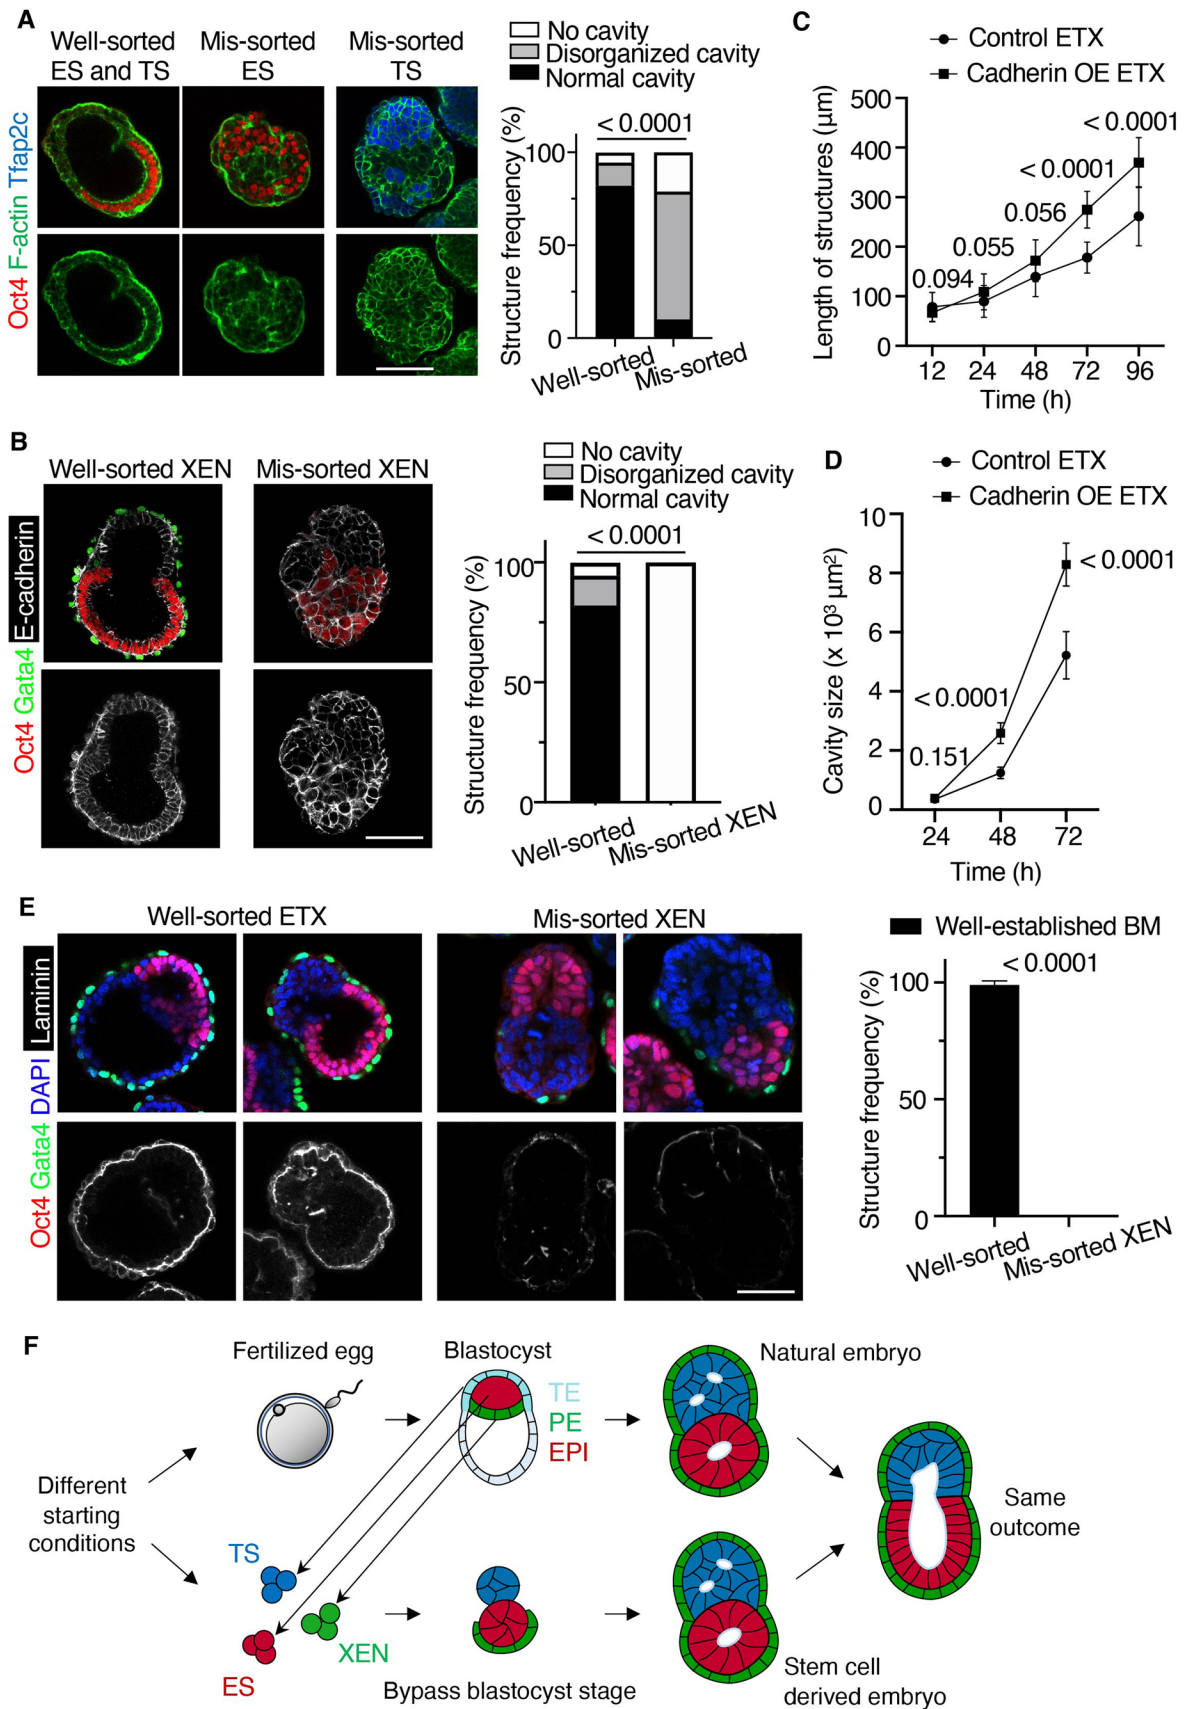 A
Well-sorted
ES and TS
Mis-sorted
ES
Mis-sorted
TS
Oct4 F-actin Tfap2c
No cavity
Disorganized cavity
Normal cavity
< 0.0001
Structure frequency (%)
100
50
0
Well-sorted
Mis-sorted
C
Control ETX
Cadherin OE ETX
Length of structures (µm)
500
400
300
200
100
0
0.094
0.055
0.056
< 0.0001
< 0.0001
12
24
48
72
96
Time (h)
B
Well-sorted XEN
Mis-sorted XEN
Oct4 Gata4 E-cadherin
No cavity
Disorganized cavity
Normal cavity
< 0.0001
Structure frequency (%)
100
50
0
Well-sorted
Mis-sorted XEN
D
Control ETX
Cadherin OE ETX
Cavity size (x 10³ µm²)
10
8
6
4
2
0
0.151
< 0.0001
< 0.0001
24
48
72
Time (h)
E
Well-sorted ETX
Mis-sorted XEN
Oct4 Gata4 DAPI Laminin
Well-established BM
< 0.0001
Structure frequency (%)
100
50
0
Well-sorted
Mis-sorted XEN
F
Fertilized egg
Blastocyst
TE
PE
EPI
Natural embryo
Different
starting
conditions
Same
outcome
TS
XEN
ES
Bypass blastocyst stage
Stem cell
derived embryo